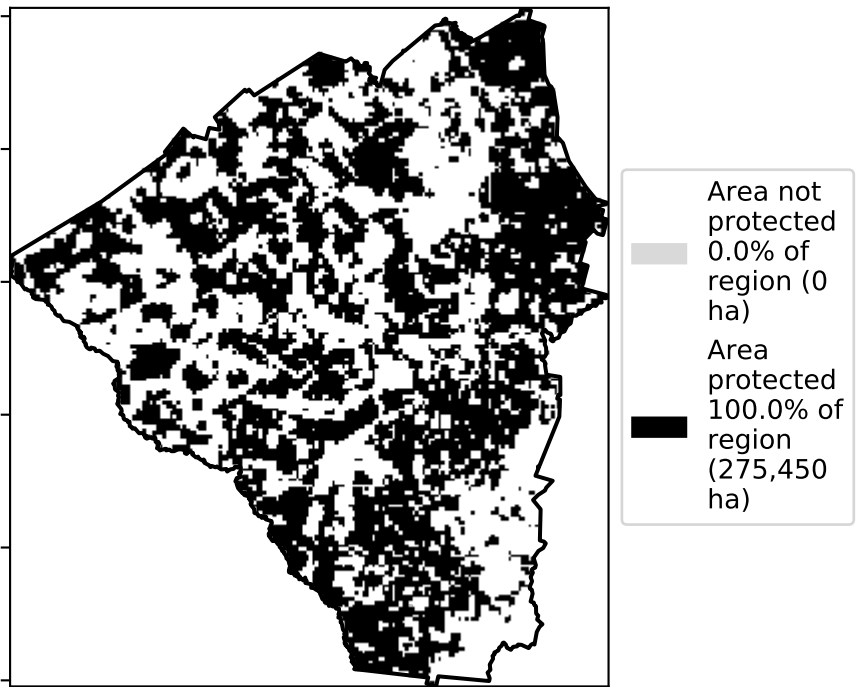 Area not
protected
0.0% of
region (0
ha)
Area
protected
100.0% of
region
(275,450
ha)